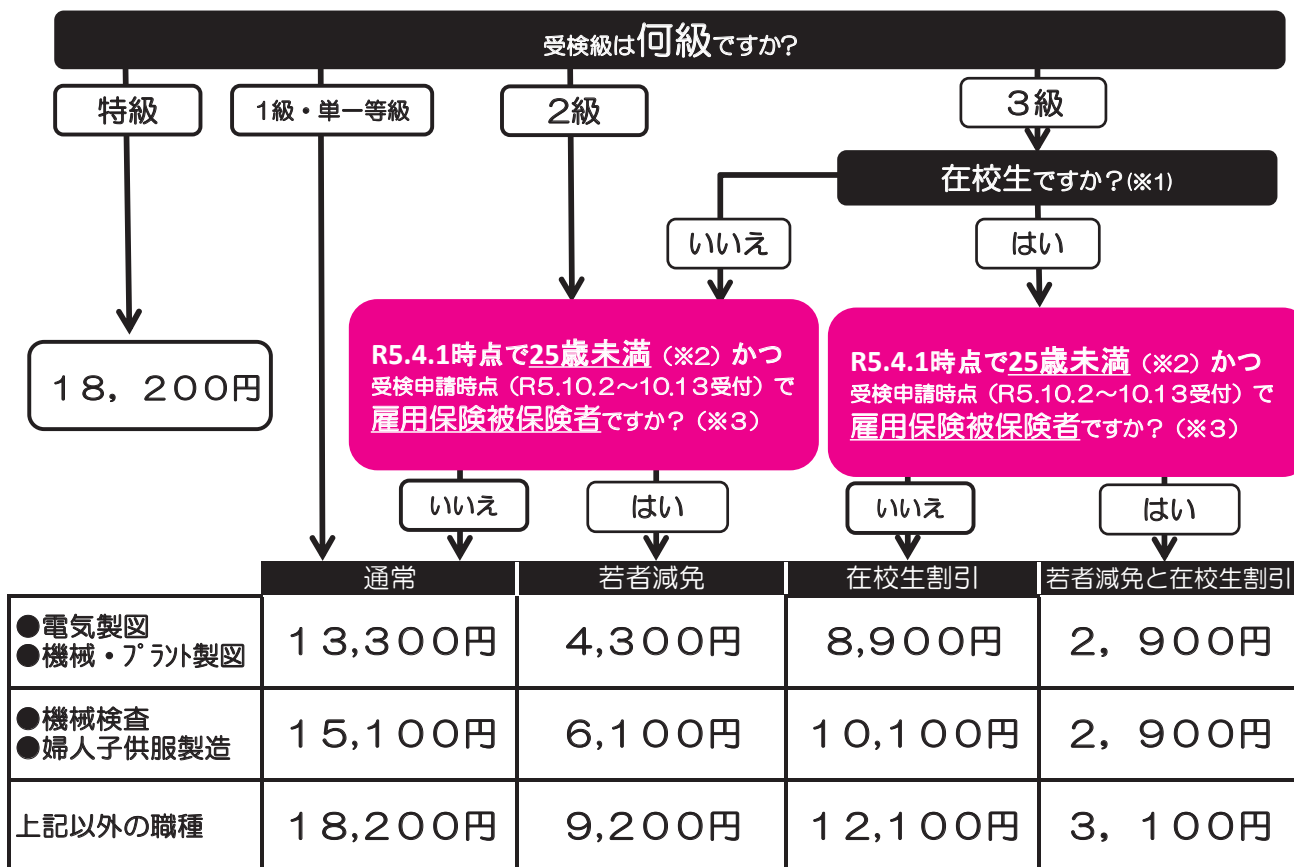 受検級は何級ですか?
特級
1級・単一等級
2級
3級
在校生ですか?(※1)
いいえ
はい
18，200円
R5.4.1時点で25歳未満（※2）かつ
受検申請時点（R5.10.2～10.13受付）で
雇用保険被保険者ですか？（※3）
R5.4.1時点で25歳未満（※2）かつ
受検申請時点（R5.10.2～10.13受付）で
雇用保険被保険者ですか？（※3）
いいえ
はい
いいえ
はい
通常 若者減免 在校生割引 若者減免と在校生割引
●電気製図
●機械・プラント製図
13,300円 4,300円 8,900円 2，900円
●機械検査
●婦人子供服製造
15,100円 6,100円 10,100円 2，900円
上記以外の職種 18,200円 9,200円 12,100円 3，100円